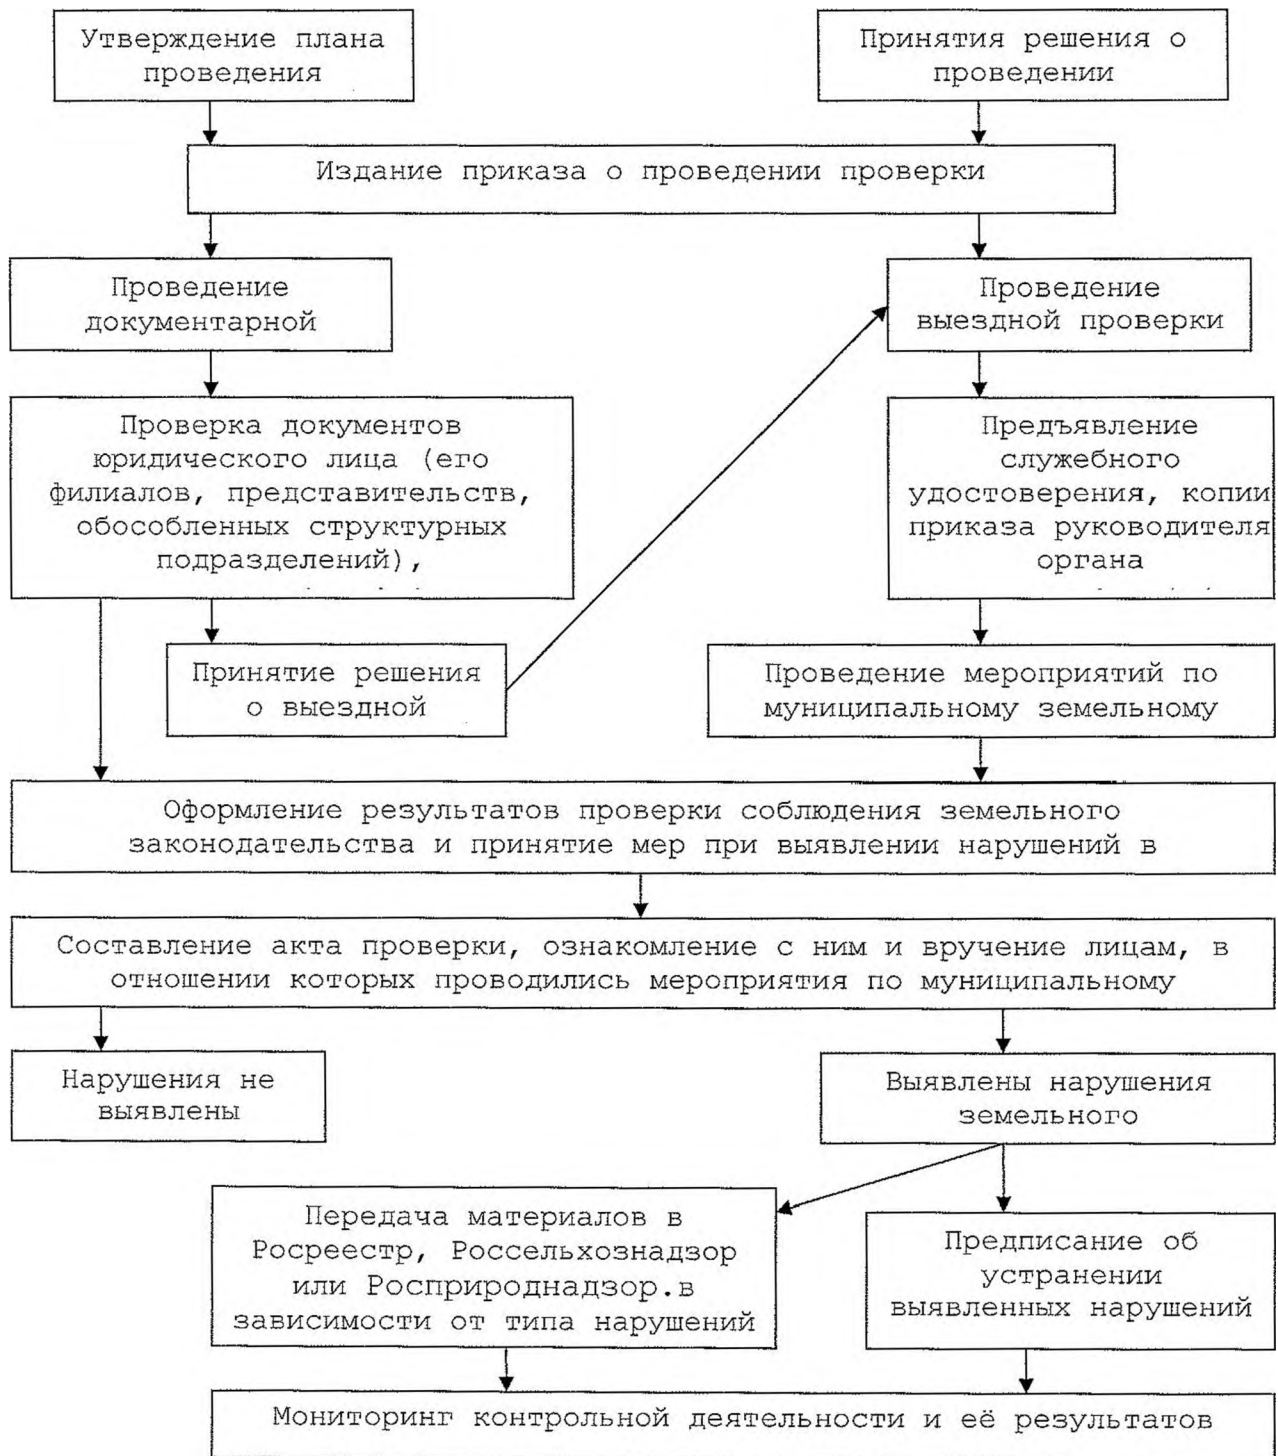 Утверждение плана
проведения
Принятия решения о
проведении
Издание приказа о проведении проверки
Проведение
документарной
Проведение
выездной проверки
Проверка документов
юридического лица (его
филиалов, представительств,
обособленных структурных
подразделений),
Предъявление
служебного
удостоверения, копии
приказа руководителя
органа
Принятие решения
о выездной
Проведение мероприятий по
муниципальному земельному
Оформление результатов проверки соблюдения земельного
законодательства и принятие мер при выявлении нарушений в
Составление акта проверки, ознакомление с ним и вручение лицам, в
отношении которых проводились мероприятия по муниципальному
Нарушения не
выявлены
Выявлены нарушения
земельного
Передача материалов в
Росреестр, Россельхознадзор
или Росприроднадзор.в
зависимости от типа нарушений
Предписание об
устранении
выявленных нарушений
Мониторинг контрольной деятельности и её результатов